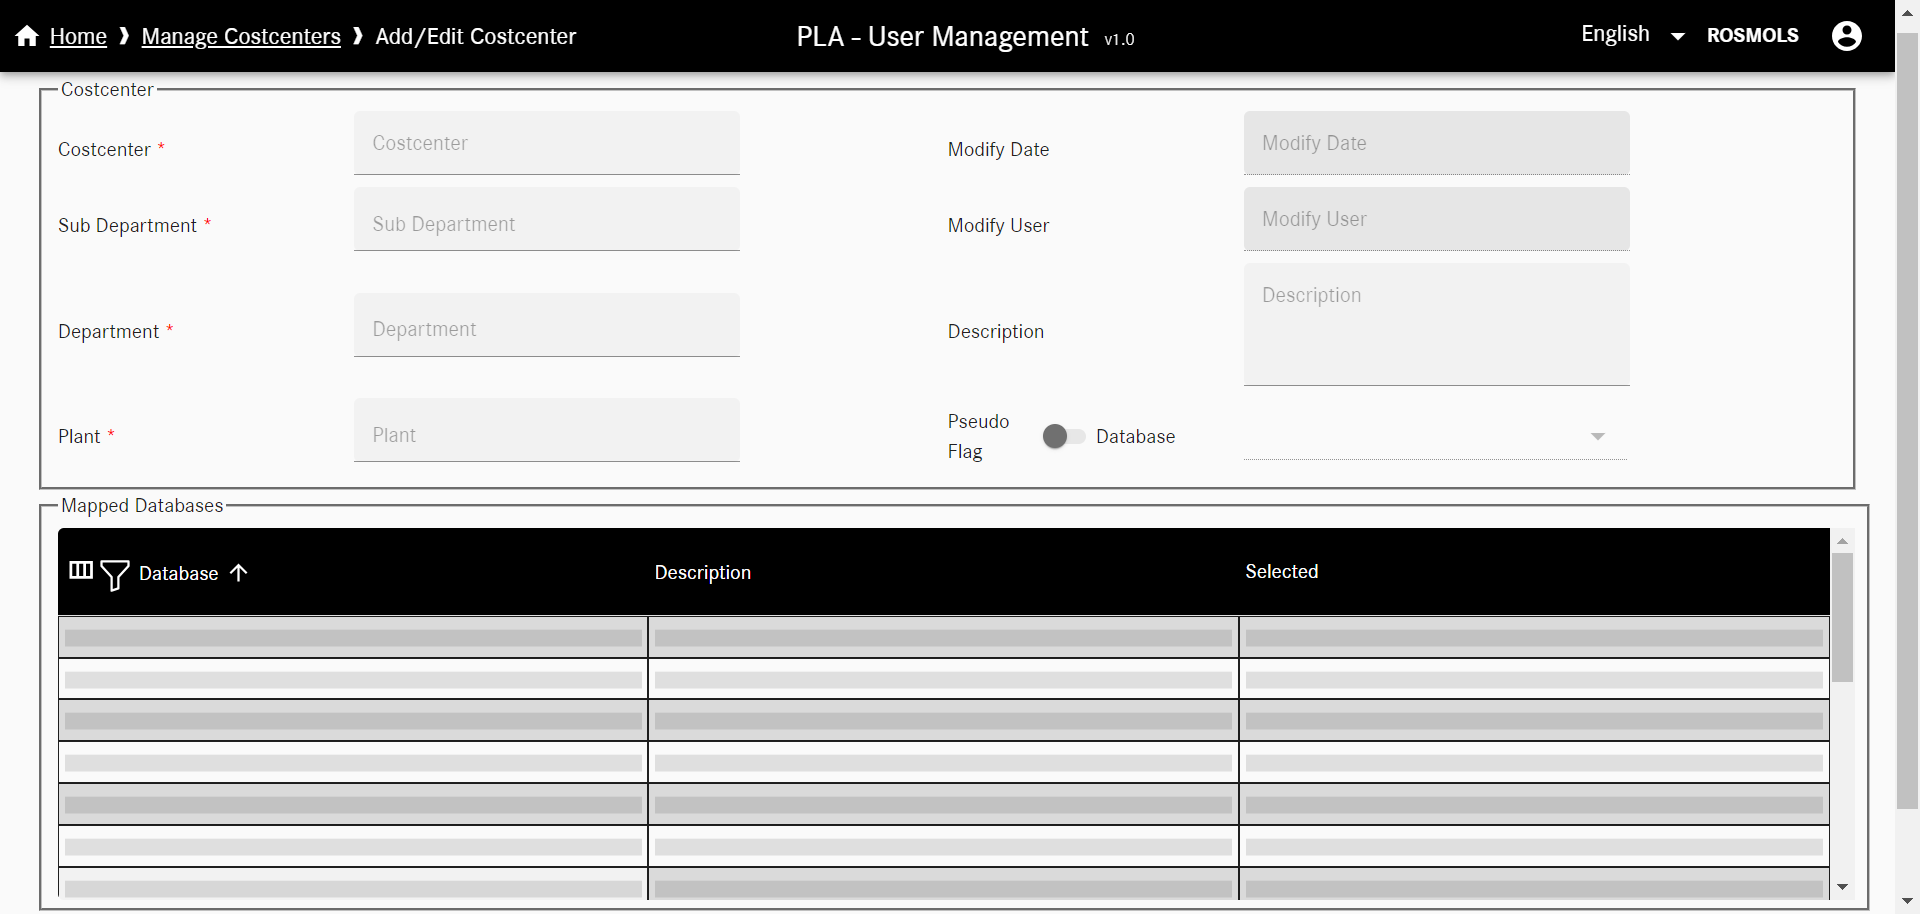 Home ❱ Manage Costcenters ❱ Add/Edit Costcenter
PLA - User Management v1.0
English
ROSMOLS
Costcenter
Costcenter *
Costcenter
Modify Date
Modify Date
Sub Department *
Sub Department
Modify User
Modify User
Department *
Department
Description
Description
Plant *
Plant
Pseudo
Flag
Database
Mapped Databases
Database
Description
Selected